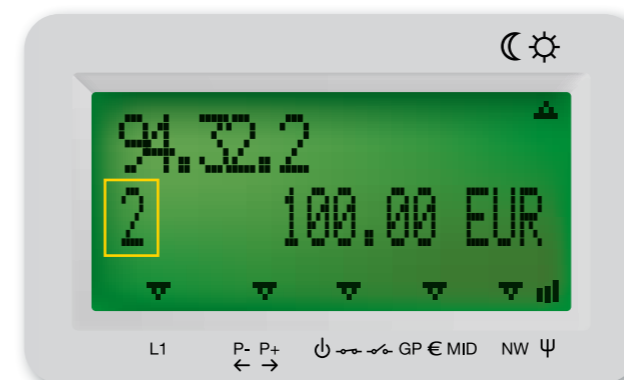 94.32.2
2 100.00 EUR
L1 P- P+ GP € MID NW Ψ
← →